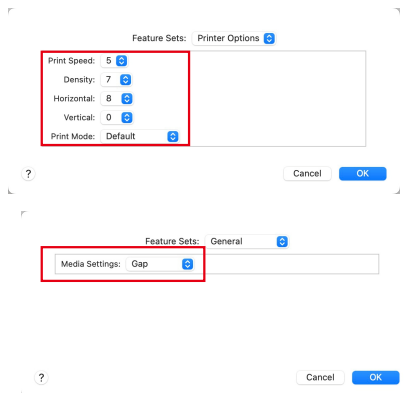 Feature Sets: Printer Options
Print Speed: 5
Density: 7
Horizontal: 8
Vertical: 0
Print Mode: Default
? Cancel OK
Feature Sets: General
Media Settings: Gap
? Cancel OK